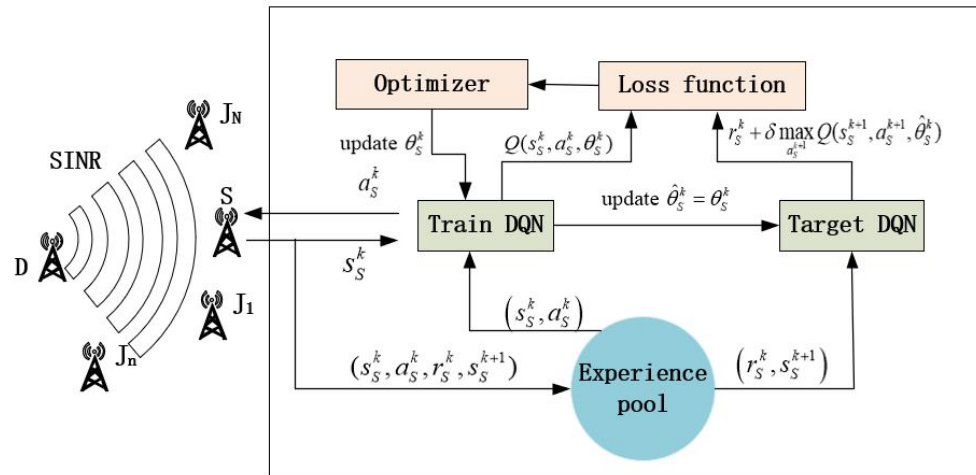 Optimizer
Loss function
J_N
SINR
update θ_S^k
Q(s_S^k, a_S^k, θ_S^k)
r_S^k + δ max_{a_S^{k+1}} Q(s_S^{k+1}, a_S^{k+1}, θ̂_S^k)
a_S^k
S
Train DQN
update θ̂_S^k = θ_S^k
Target DQN
D
s_S^k
J_1
(s_S^k, a_S^k)
J_n
(s_S^k, a_S^k, r_S^k, s_S^{k+1})
Experience
pool
(r_S^k, s_S^{k+1})